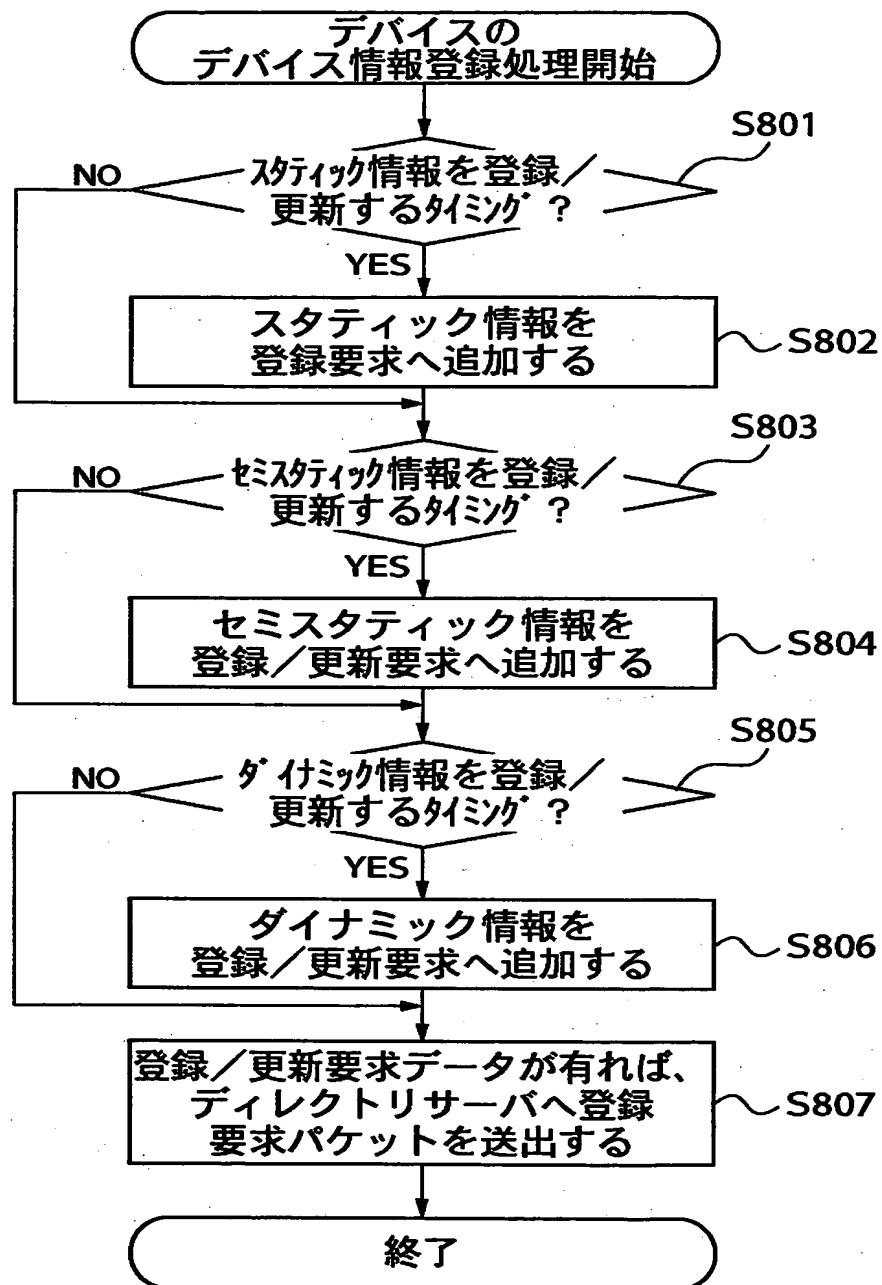 デバイスの
デバイス情報登録処理開始
S801
NO
スタティック情報を登録／
更新するタイミング？
YES
スタティック情報を
登録要求へ追加する
S802
S803
NO
セミスタティック情報を登録／
更新するタイミング？
YES
セミスタティック情報を
登録／更新要求へ追加する
S804
S805
NO
ダイナミック情報を登録／
更新するタイミング？
YES
ダイナミック情報を
登録／更新要求へ追加する
S806
登録／更新要求データが有れば、
ディレクトリサーバへ登録
要求パケットを送出する
S807
終了